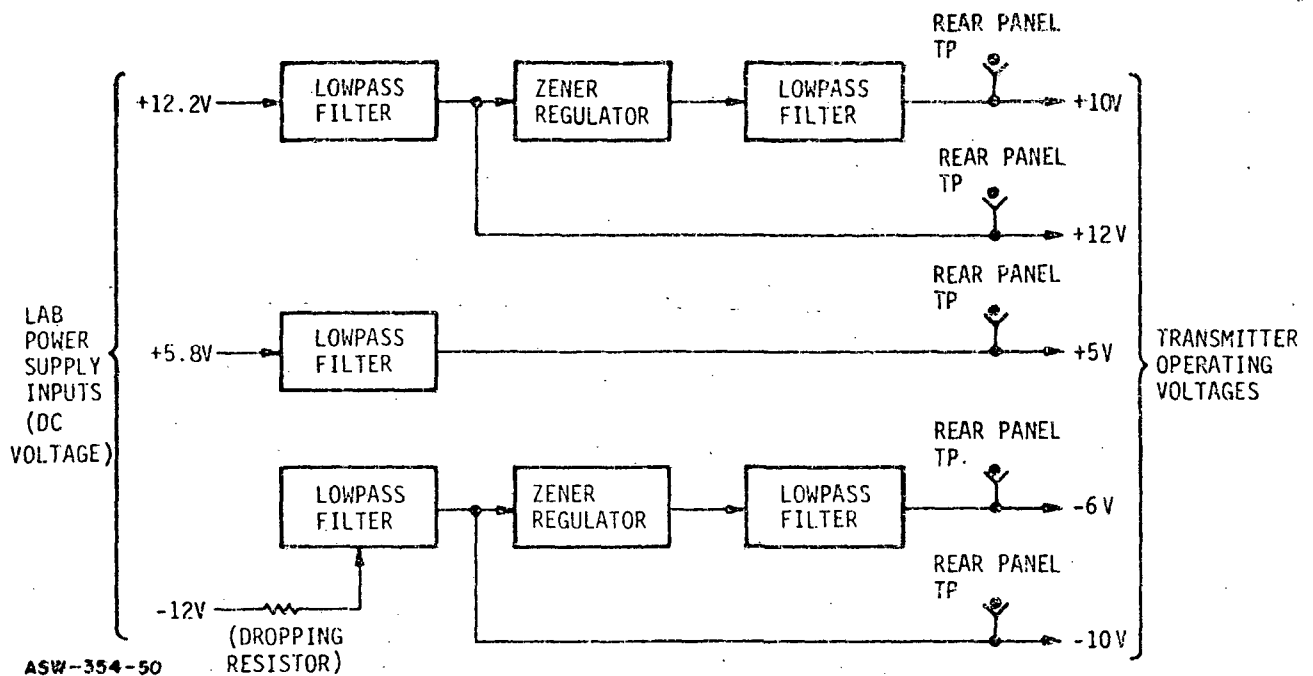 REAR PANEL
TP
+12.2V
LOWPASS
FILTER
ZENER
REGULATOR
LOWPASS
FILTER
+10V
REAR PANEL
TP
+12V
REAR PANEL
TP
LAB
POWER
SUPPLY
INPUTS
(DC
VOLTAGE)
+5.8V
LOWPASS
FILTER
+5V
TRANSMITTER
OPERATING
VOLTAGES
REAR PANEL
TP.
LOWPASS
FILTER
ZENER
REGULATOR
LOWPASS
FILTER
-6V
REAR PANEL
TP
-12V
(DROPPING
RESISTOR)
-10V
ASW-354-50